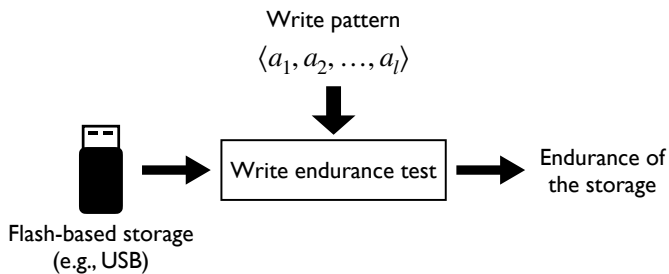 Write pattern
⟨a₁, a₂, …, aₗ⟩
Write endurance test
Endurance of
the storage
Flash-based storage
(e.g., USB)